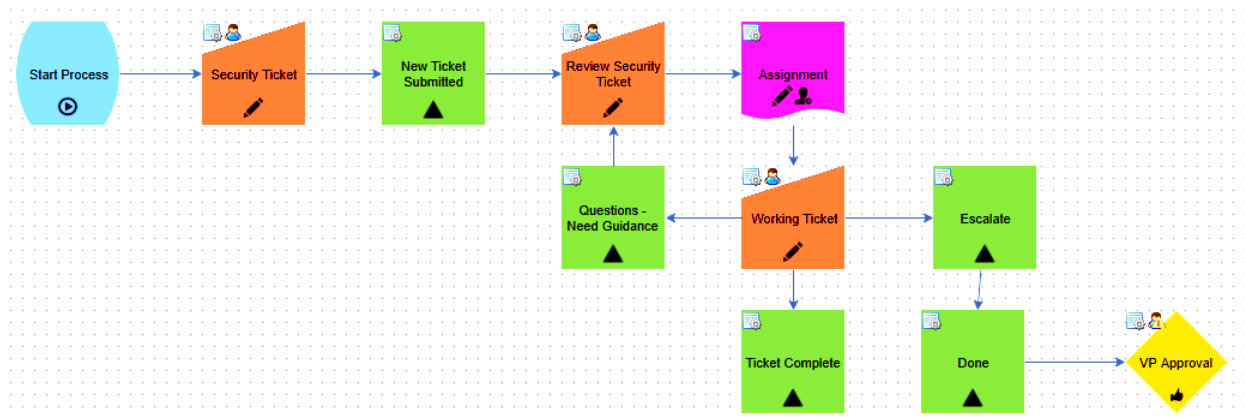 Start Process
Security Ticket
New Ticket
Submitted
Review Security
Ticket
Assignment
Questions -
Need Guidance
Working Ticket
Escalate
Ticket Complete
Done
VP Approval